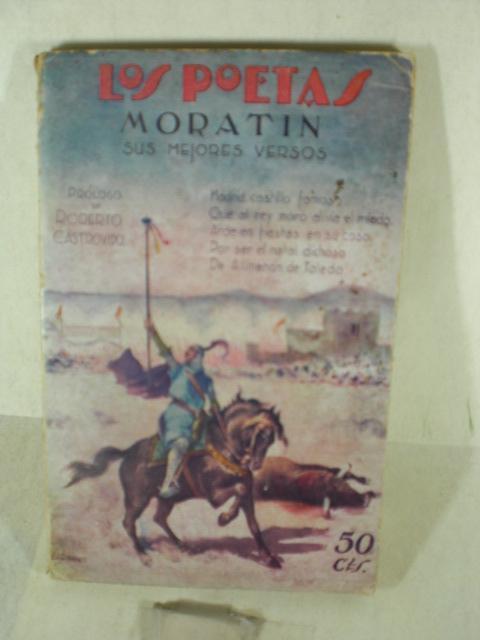 LOS POETAS
MORATIN
SUS MEJORES VERSOS
PRÓLOGO
DE
ROBERTO
CASTROVIDO
Madrid castillo famoso
Que al rey moro alivia el miedo
Arde en fiestas en su coso
Por ser el natal dichoso
De Alimenón de Toledo
50
Cts.